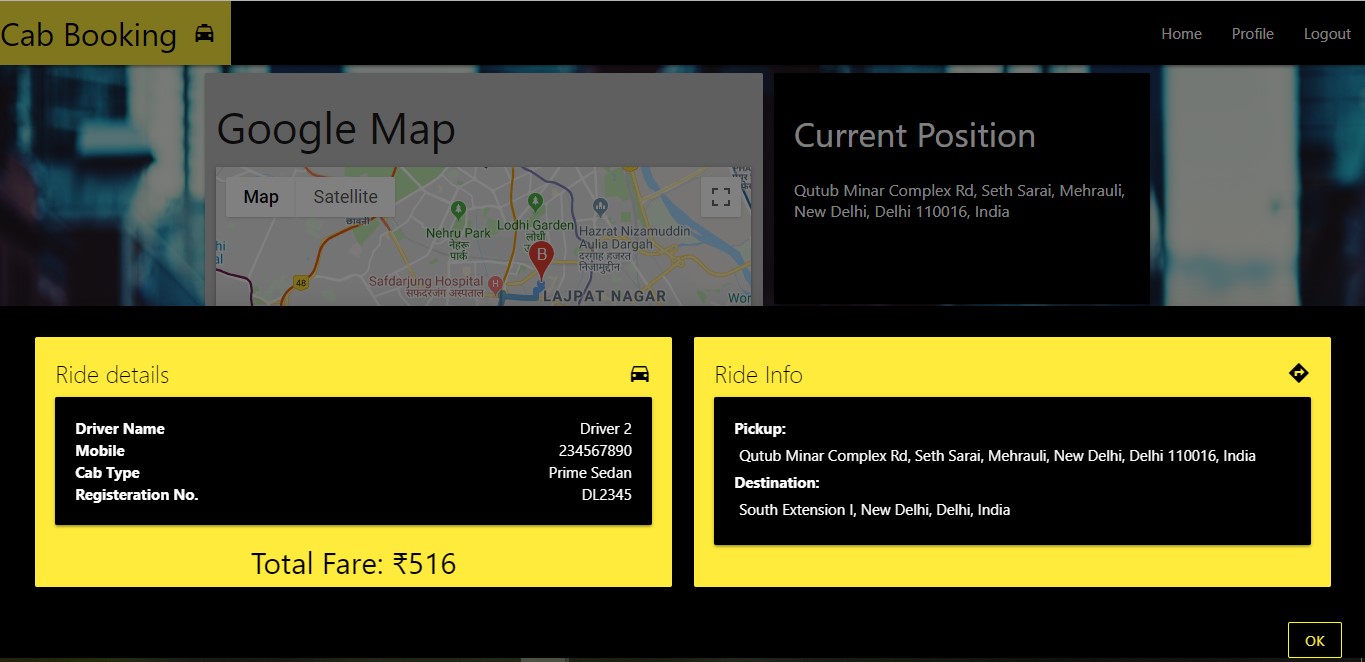 Cab Booking
Home Profile Logout
Google Map
Map Satellite
छावनी
Nehru Park
नेहरू
पार्क
Lodhi Garden
लोधी
Hazrat Nizamuddin
Aulia Dargah
दरगाह हजरत
निजामुद्दीन
B
48
Safdarjung Hospital H
सफदरजंग अस्पताल
LAJPAT NAGAR
Wor
Current Position
Qutub Minar Complex Rd, Seth Sarai, Mehrauli,
New Delhi, Delhi 110016, India
Ride details
Driver Name Driver 2
Mobile 234567890
Cab Type Prime Sedan
Registeration No. DL2345
Total Fare: ₹516
Ride Info
Pickup:
Qutub Minar Complex Rd, Seth Sarai, Mehrauli, New Delhi, Delhi 110016, India
Destination:
South Extension I, New Delhi, Delhi, India
OK